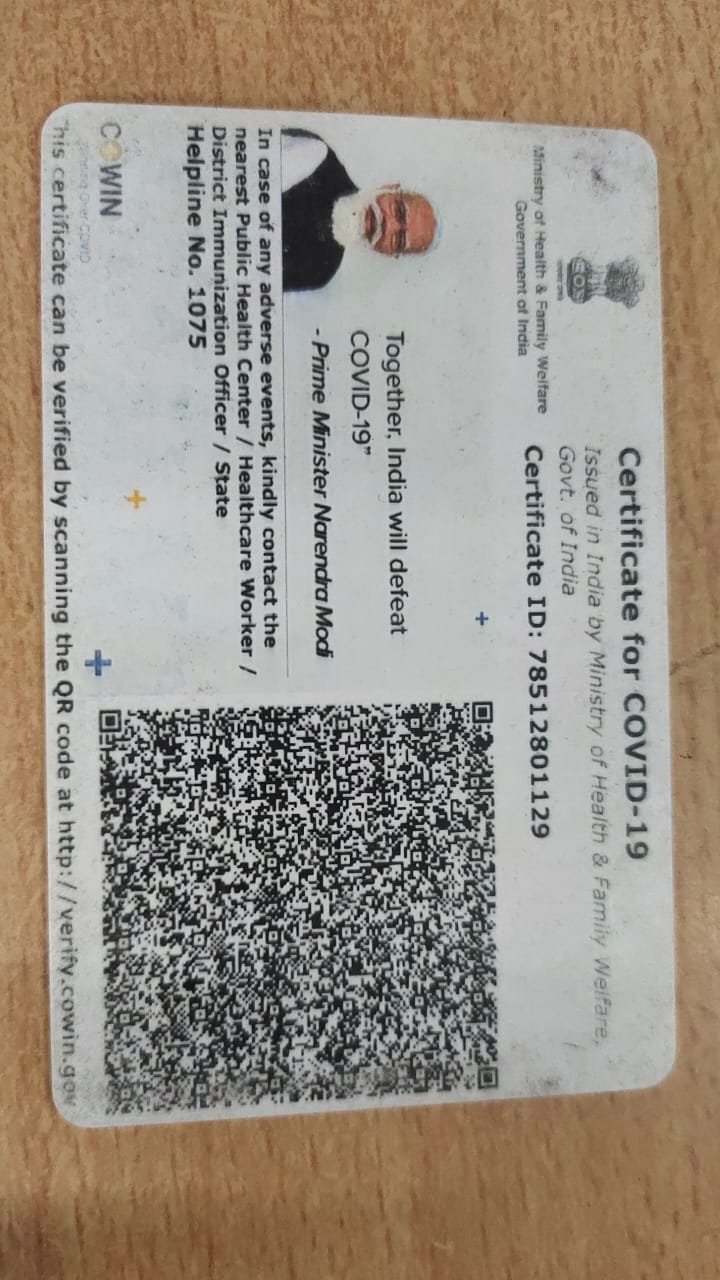 Ministry of Health & Family Welfare
Government of India
Certificate for COVID-19
Issued in India by Ministry of Health & Family Welfare,
Govt. of India
Certificate ID: 78512801129
Together, India will defeat
COVID-19”
- Prime Minister Narendra Modi
In case of any adverse events, kindly contact the
nearest Public Health Center / Healthcare Worker /
District Immunization Officer / State
Helpline No. 1075
COWIN
Winning Over COVID
This certificate can be verified by scanning the QR code at http://verify.cowin.gov